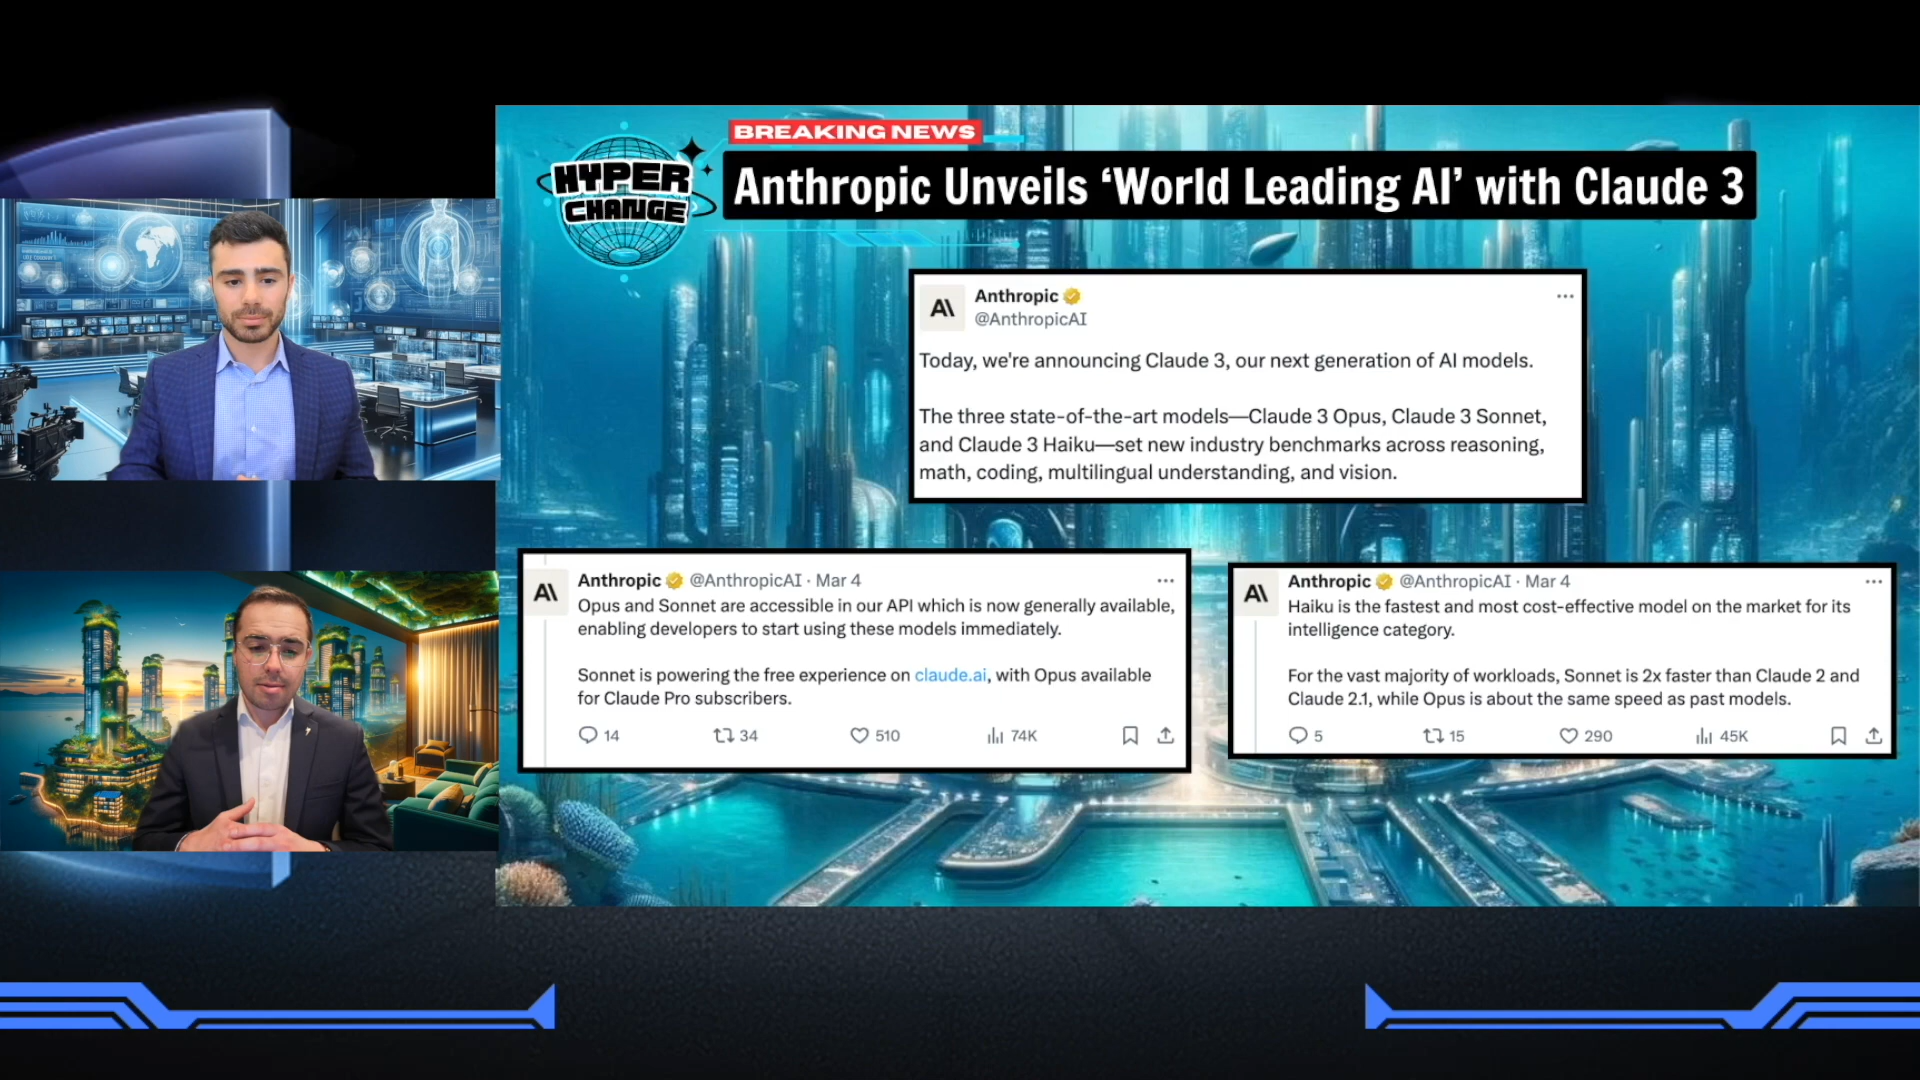 BREAKING NEWS
HYPER
CHANGE
Anthropic Unveils ‘World Leading AI’ with Claude 3
A\
Anthropic
@AnthropicAI
Today, we're announcing Claude 3, our next generation of AI models.
The three state-of-the-art models—Claude 3 Opus, Claude 3 Sonnet,
and Claude 3 Haiku—set new industry benchmarks across reasoning,
math, coding, multilingual understanding, and vision.
A\
Anthropic @AnthropicAI · Mar 4
Opus and Sonnet are accessible in our API which is now generally available,
enabling developers to start using these models immediately.
Sonnet is powering the free experience on claude.ai, with Opus available
for Claude Pro subscribers.
14 34 510 74K
A\
Anthropic @AnthropicAI · Mar 4
Haiku is the fastest and most cost-effective model on the market for its
intelligence category.
For the vast majority of workloads, Sonnet is 2x faster than Claude 2 and
Claude 2.1, while Opus is about the same speed as past models.
5 15 290 45K